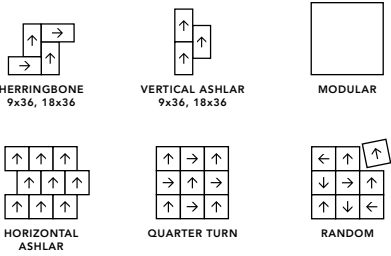 HERRINGBONE
9x36, 18x36
VERTICAL ASHLAR
9x36, 18x36
MODULAR
HORIZONTAL
ASHLAR
QUARTER TURN
RANDOM